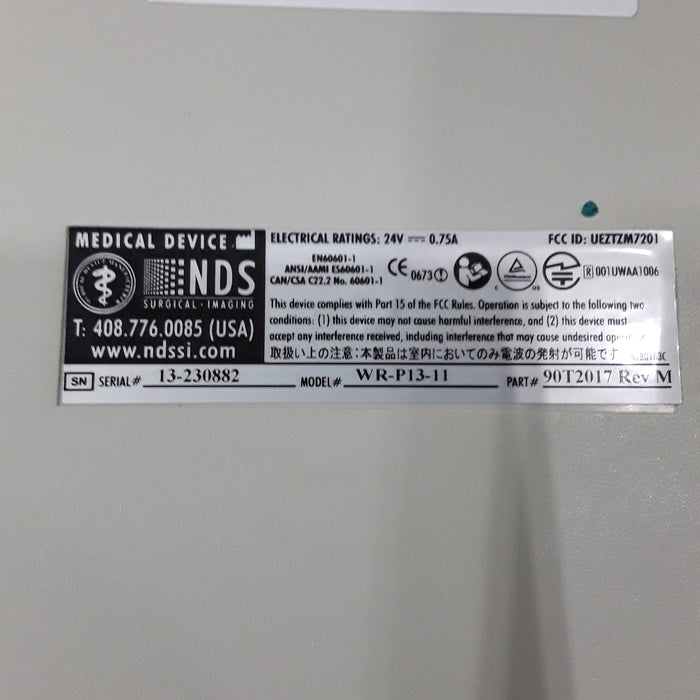 MEDICAL DEVICE
NDS
SURGICAL · IMAGING
T: 408.776.0085 (USA)
www.ndssi.com
ELECTRICAL RATINGS: 24V ⎓ 0.75A
FCC ID: UEZTZM7201
EN60601-1
ANSI/AAMI ES60601-1
CAN/CSA C22.2 No. 60601-1
CE 0673
C US
R 001UWAA1006
This device complies with Part 15 of the FCC Rules. Operation is subject to the following two
conditions: (1) this device may not cause harmful interference, and (2) this device must
accept any interference received, including interference that may cause undesired
取扱い上の注意：本製品は室内においてのみ電波の発射が可能です
SN SERIAL# 13-230882 MODEL# WR-P13-11 PART# 90T2017 Rev M